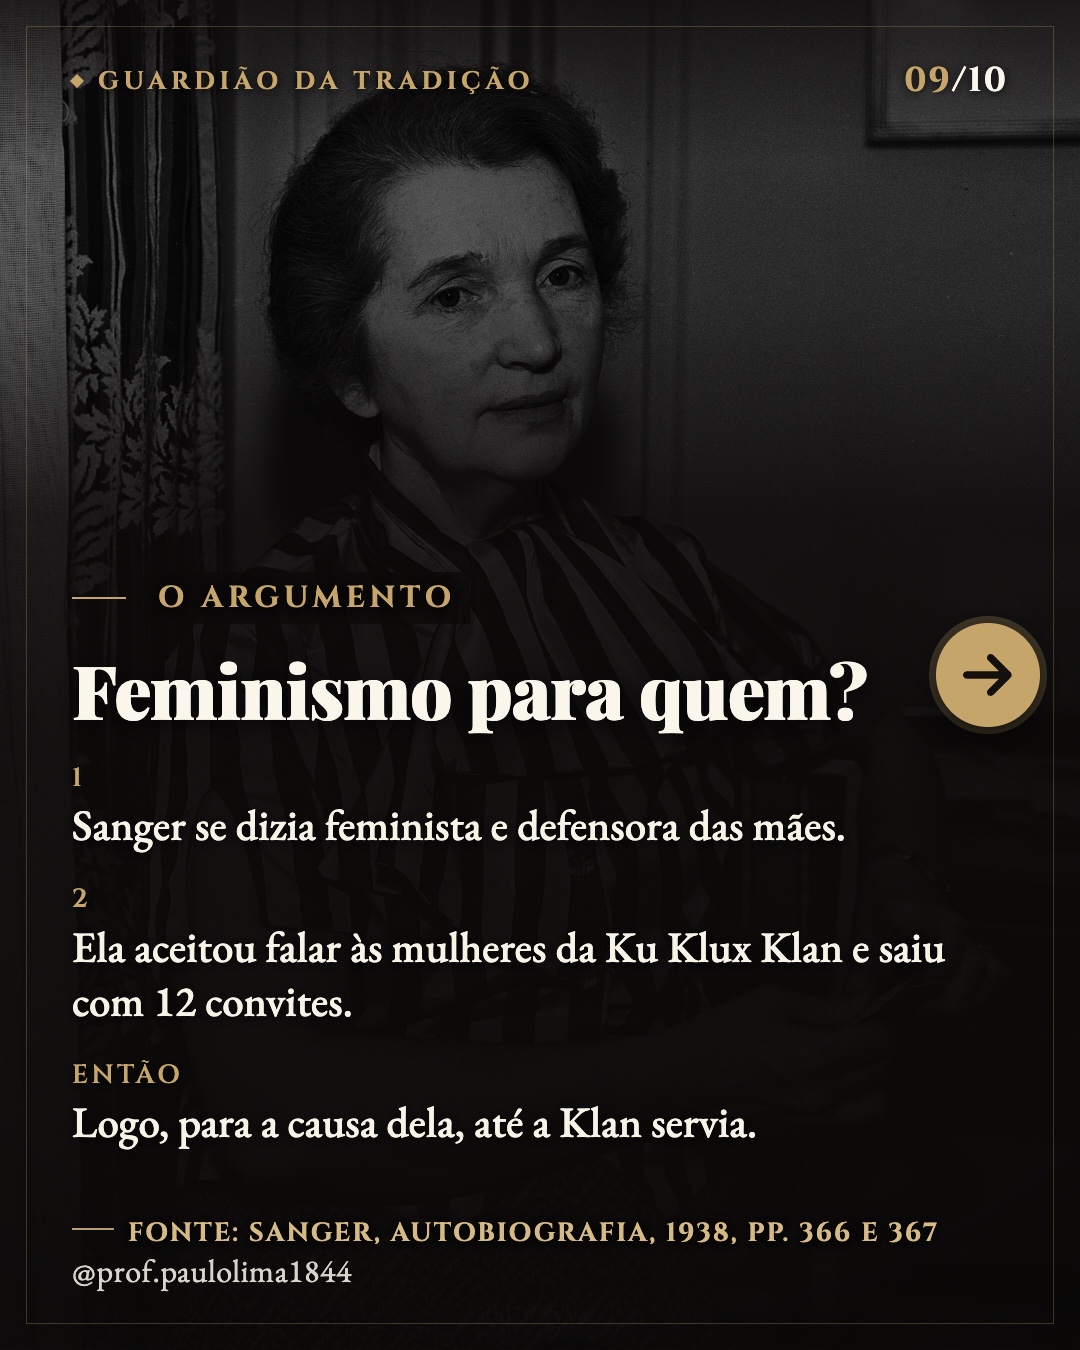 GUARDIÃO DA TRADIÇÃO
09/10
O ARGUMENTO
Feminismo para quem?
1
Sanger se dizia feminista e defensora das mães.
2
Ela aceitou falar às mulheres da Ku Klux Klan e saiu
com 12 convites.
ENTÃO
Logo, para a causa dela, até a Klan servia.
FONTE: SANGER, AUTOBIOGRAFIA, 1938, PP. 366 E 367
@prof.paulolima1844